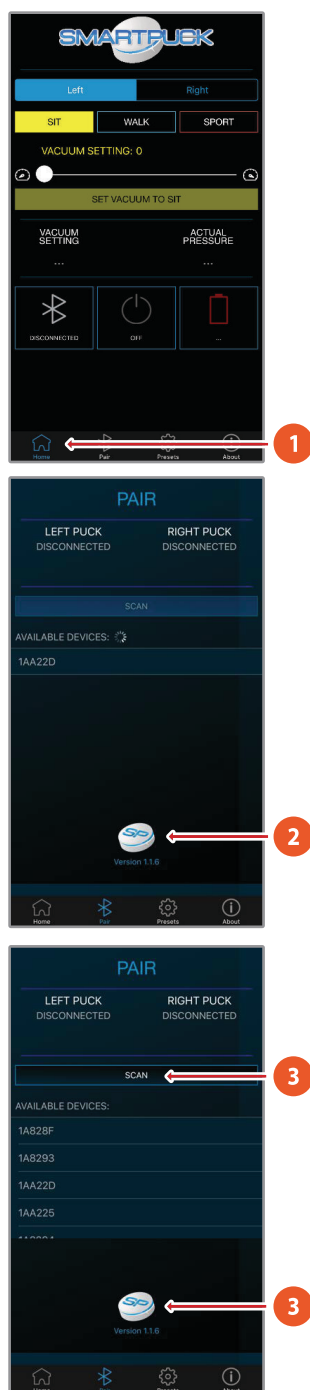 SMARTPUCK
Left Right
SIT WALK SPORT
VACUUM SETTING: 0
SET VACUUM TO SIT
VACUUM SETTING ACTUAL PRESSURE
... ...
DISCONNECTED OFF ...
Home Pair Presets About
1
PAIR
LEFT PUCK RIGHT PUCK
DISCONNECTED DISCONNECTED
SCAN
AVAILABLE DEVICES:
1AA22D
SP
2
Version 1.1.6
Home Pair Presets About
PAIR
LEFT PUCK RIGHT PUCK
DISCONNECTED DISCONNECTED
SCAN
3
AVAILABLE DEVICES:
1A828F
1A8293
1AA22D
1AA225
SP
3
Version 1.1.6
Home Pair Presets About